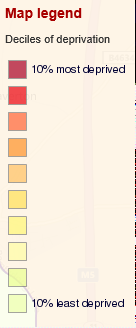 Map legend
Deciles of deprivation
10% most deprived
10% least deprived